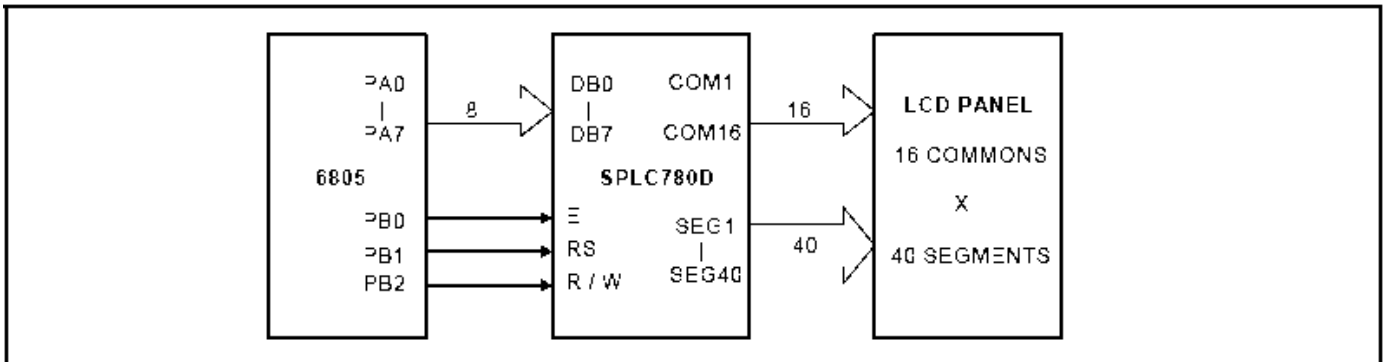 PA0
|
PA7
6805
PB0
PB1
PB2
8
DB0
|
DB7
COM1
COM16
SPLC780D
E
RS
R / W
SEG1
|
SEG40
16
40
LCD PANEL
16 COMMONS
X
40 SEGMENTS